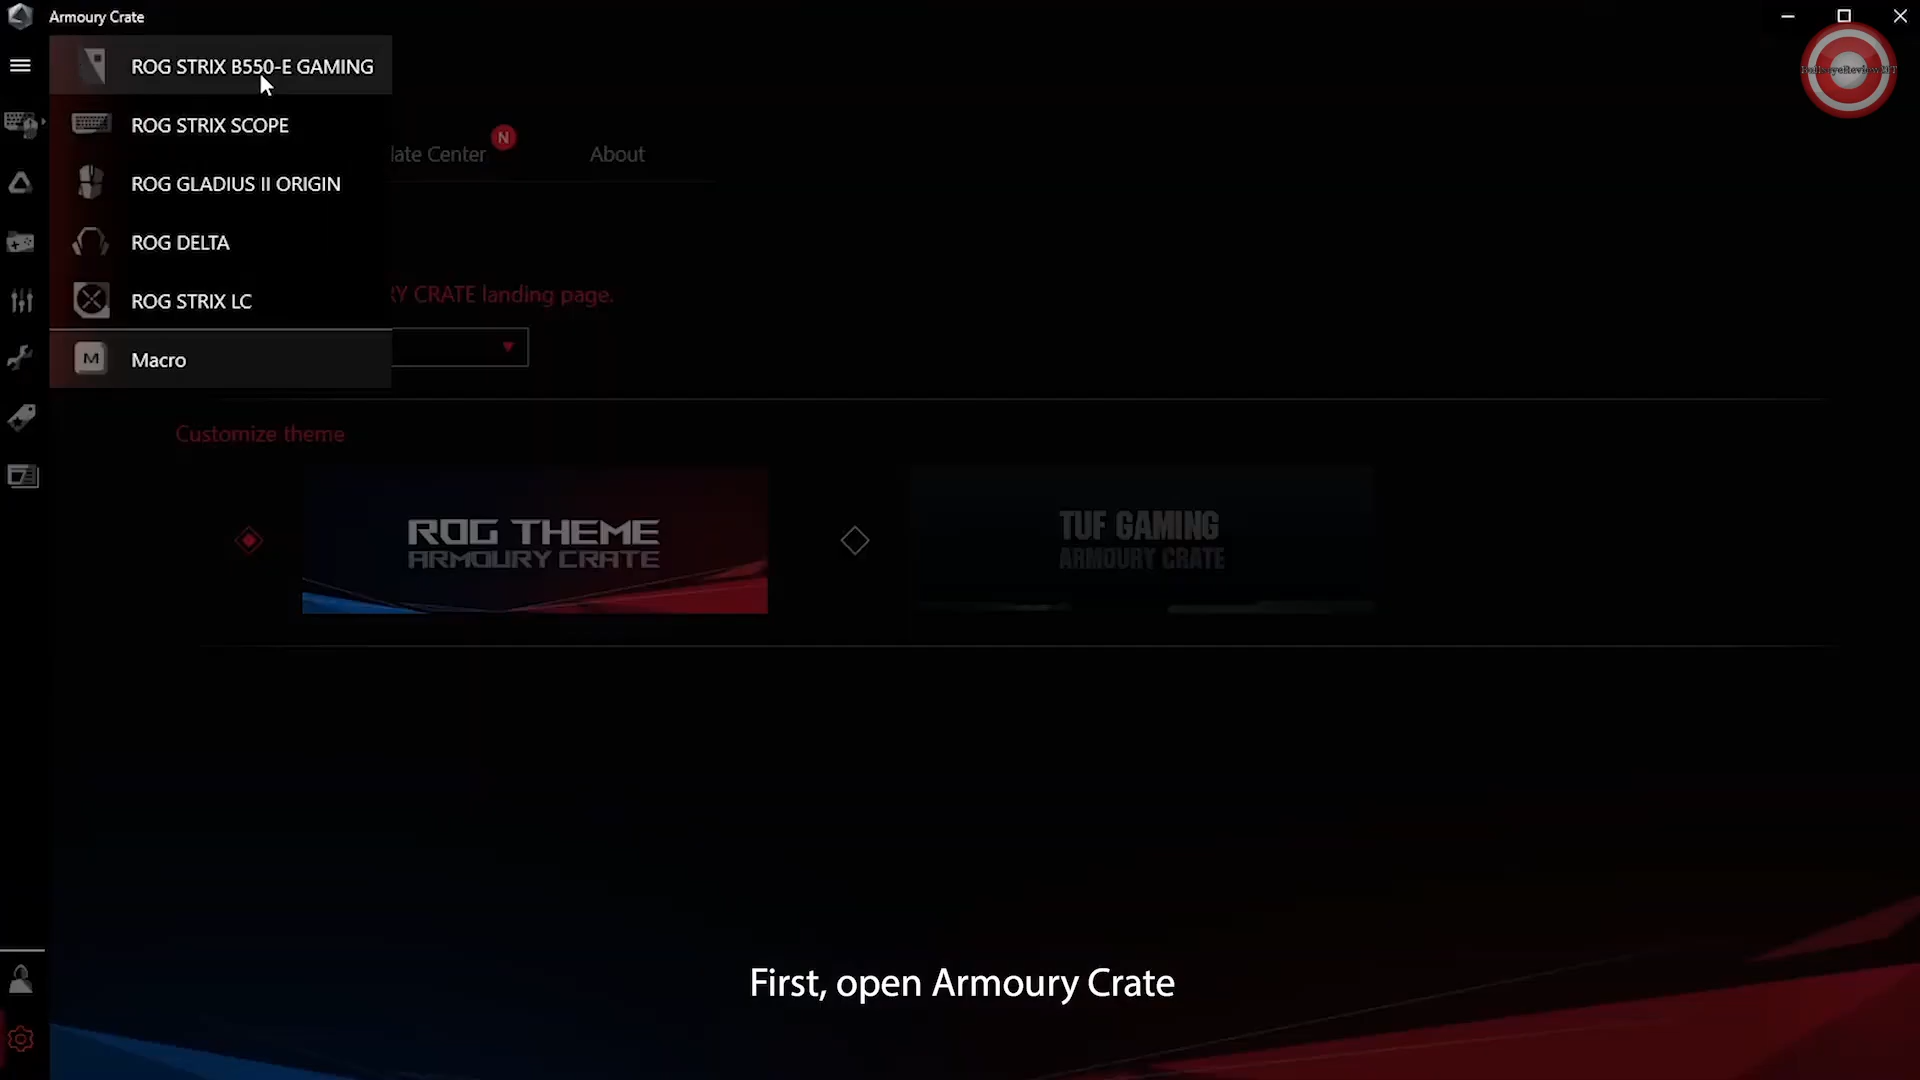 Armoury Crate
ROG STRIX B550-E GAMING
ROG STRIX SCOPE
N
late Center
About
ROG GLADIUS II ORIGIN
ROG DELTA
ROG STRIX LC
RY CRATE landing page.
M
Macro
Customize theme
ROG THEME
ARMOURY CRATE
TUF GAMING
ARMOURY CRATE
First, open Armoury Crate